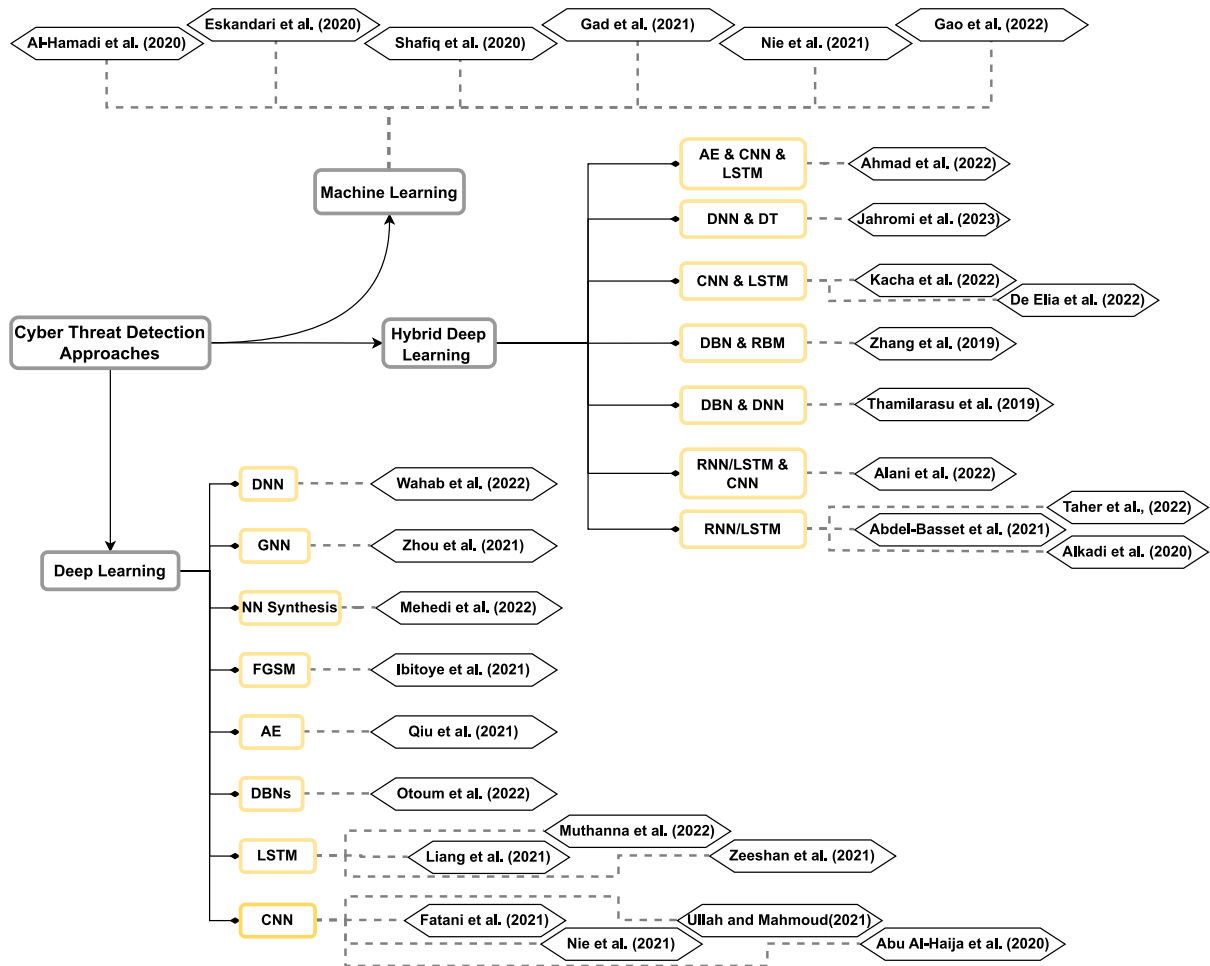 Al-Hamadi et al. (2020)
Eskandari et al. (2020)
Shafiq et al. (2020)
Gad et al. (2021)
Nie et al. (2021)
Gao et al. (2022)
Machine Learning
Cyber Threat Detection
Approaches
Hybrid Deep
Learning
AE & CNN &
LSTM
Ahmad et al. (2022)
DNN & DT
Jahromi et al. (2023)
CNN & LSTM
Kacha et al. (2022)
De Elia et al. (2022)
DBN & RBM
Zhang et al. (2019)
DBN & DNN
Thamilarasu et al. (2019)
RNN/LSTM &
CNN
Alani et al. (2022)
RNN/LSTM
Taher et al., (2022)
Abdel-Basset et al. (2021)
Alkadi et al. (2020)
Deep Learning
DNN
Wahab et al. (2022)
GNN
Zhou et al. (2021)
NN Synthesis
Mehedi et al. (2022)
FGSM
Ibitoye et al. (2021)
AE
Qiu et al. (2021)
DBNs
Otoum et al. (2022)
LSTM
Muthanna et al. (2022)
Liang et al. (2021)
Zeeshan et al. (2021)
CNN
Fatani et al. (2021)
Ullah and Mahmoud(2021)
Nie et al. (2021)
Abu Al-Haija et al. (2020)